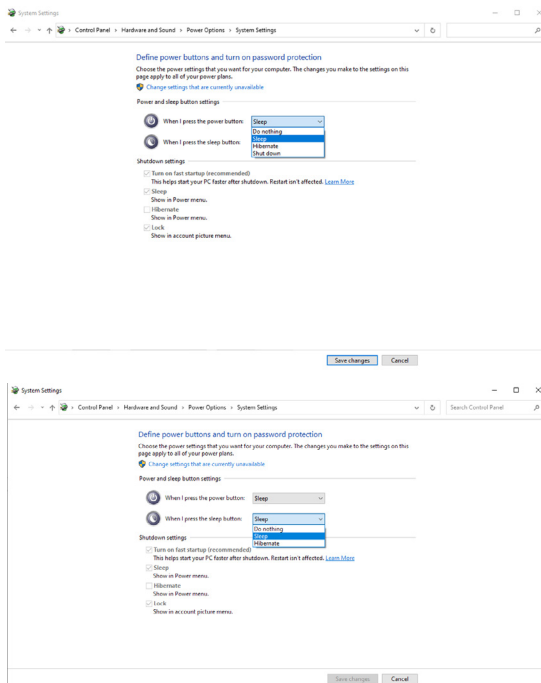 System Settings
Control Panel › Hardware and Sound › Power Options › System Settings
Define power buttons and turn on password protection
Choose the power settings that you want for your computer. The changes you make to the settings on this
page apply to all of your power plans.
Change settings that are currently unavailable
Power and sleep button settings
When I press the power button: Sleep
Do nothing
Sleep
When I press the sleep button: Hibernate
Shut down
Shutdown settings
Turn on fast startup (recommended)
This helps start your PC faster after shutdown. Restart isn't affected. Learn More
Sleep
Show in Power menu.
Hibernate
Show in Power menu.
Lock
Show in account picture menu.
Save changes Cancel
System Settings
Control Panel › Hardware and Sound › Power Options › System Settings Search Control Panel
Define power buttons and turn on password protection
Choose the power settings that you want for your computer. The changes you make to the settings on this
page apply to all of your power plans.
Change settings that are currently unavailable
Power and sleep button settings
When I press the power button: Sleep
When I press the sleep button: Sleep
Do nothing
Sleep
Hibernate
Shutdown settings
Turn on fast startup (recommended)
This helps start your PC faster after shutdown. Restart isn't affected. Learn More
Sleep
Show in Power menu.
Hibernate
Show in Power menu.
Lock
Show in account picture menu.
Save changes Cancel